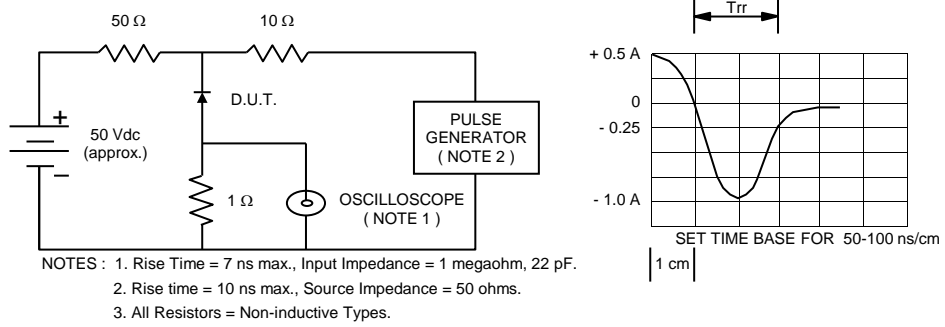 50 Ω
10 Ω
D.U.T.
+
50 Vdc
(approx.)
−
1 Ω
OSCILLOSCOPE
( NOTE 1 )
PULSE
GENERATOR
( NOTE 2 )
Trr
+ 0.5 A
0
- 0.25
- 1.0 A
SET TIME BASE FOR 50-100 ns/cm
1 cm
NOTES : 1. Rise Time = 7 ns max., Input Impedance = 1 megaohm, 22 pF.
2. Rise time = 10 ns max., Source Impedance = 50 ohms.
3. All Resistors = Non-inductive Types.